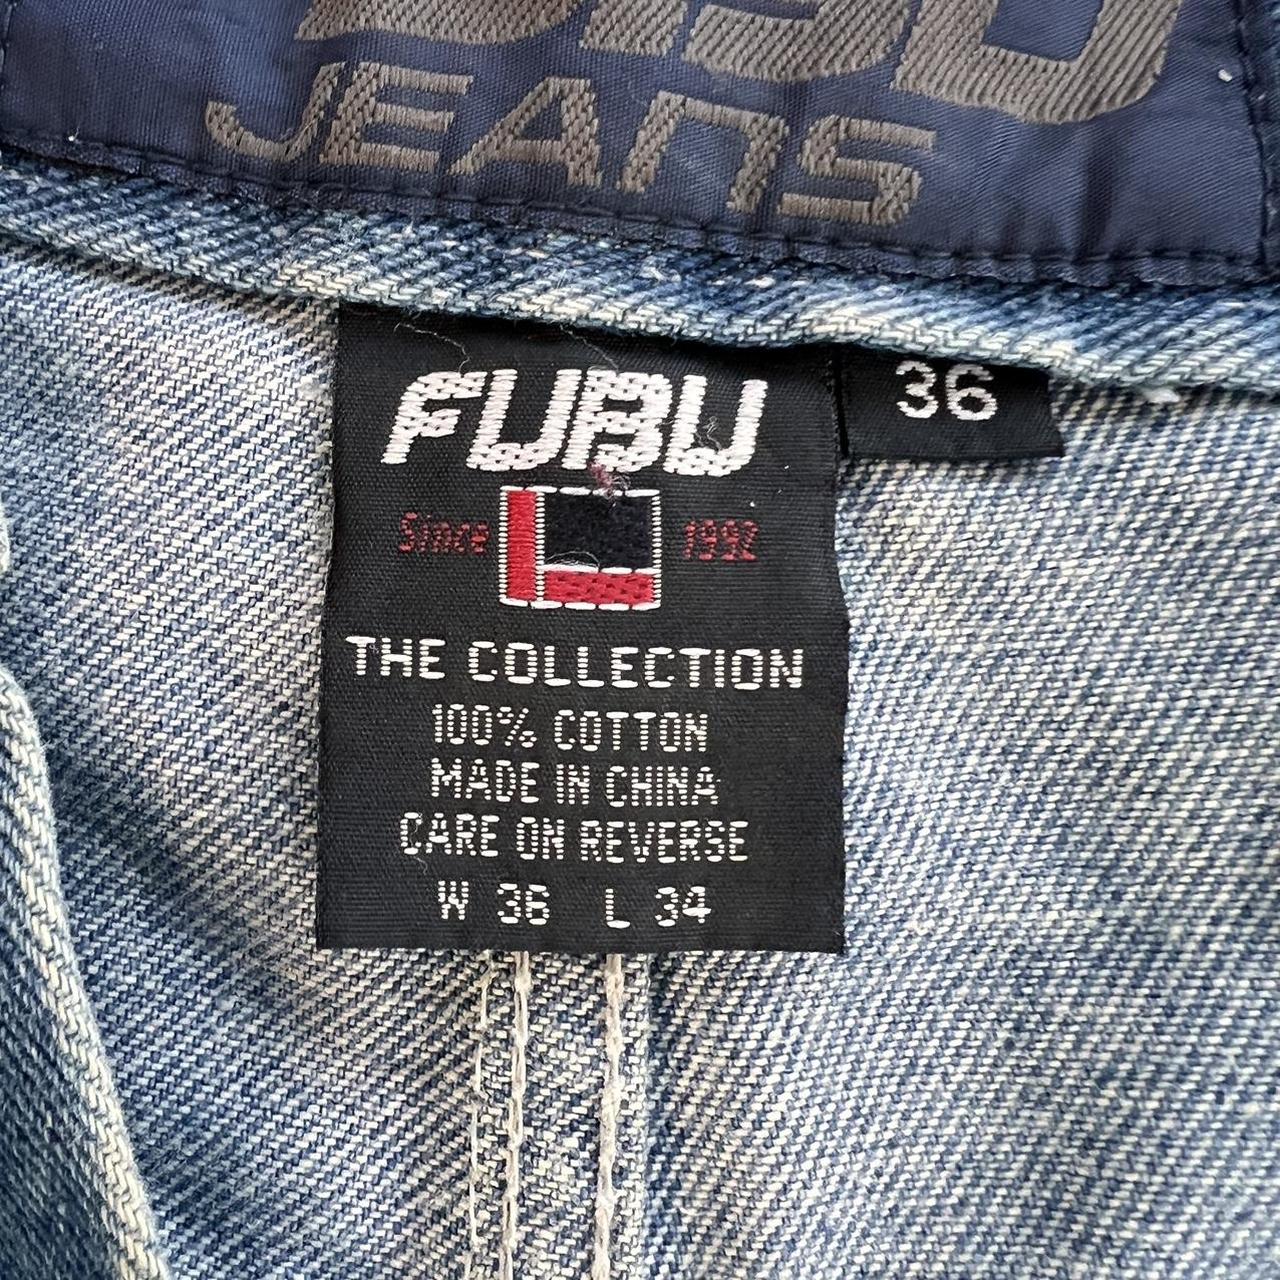 JEANS
FUBU
36
Since 1992
THE COLLECTION
100% COTTON
MADE IN CHINA
CARE ON REVERSE
W 36 L 34